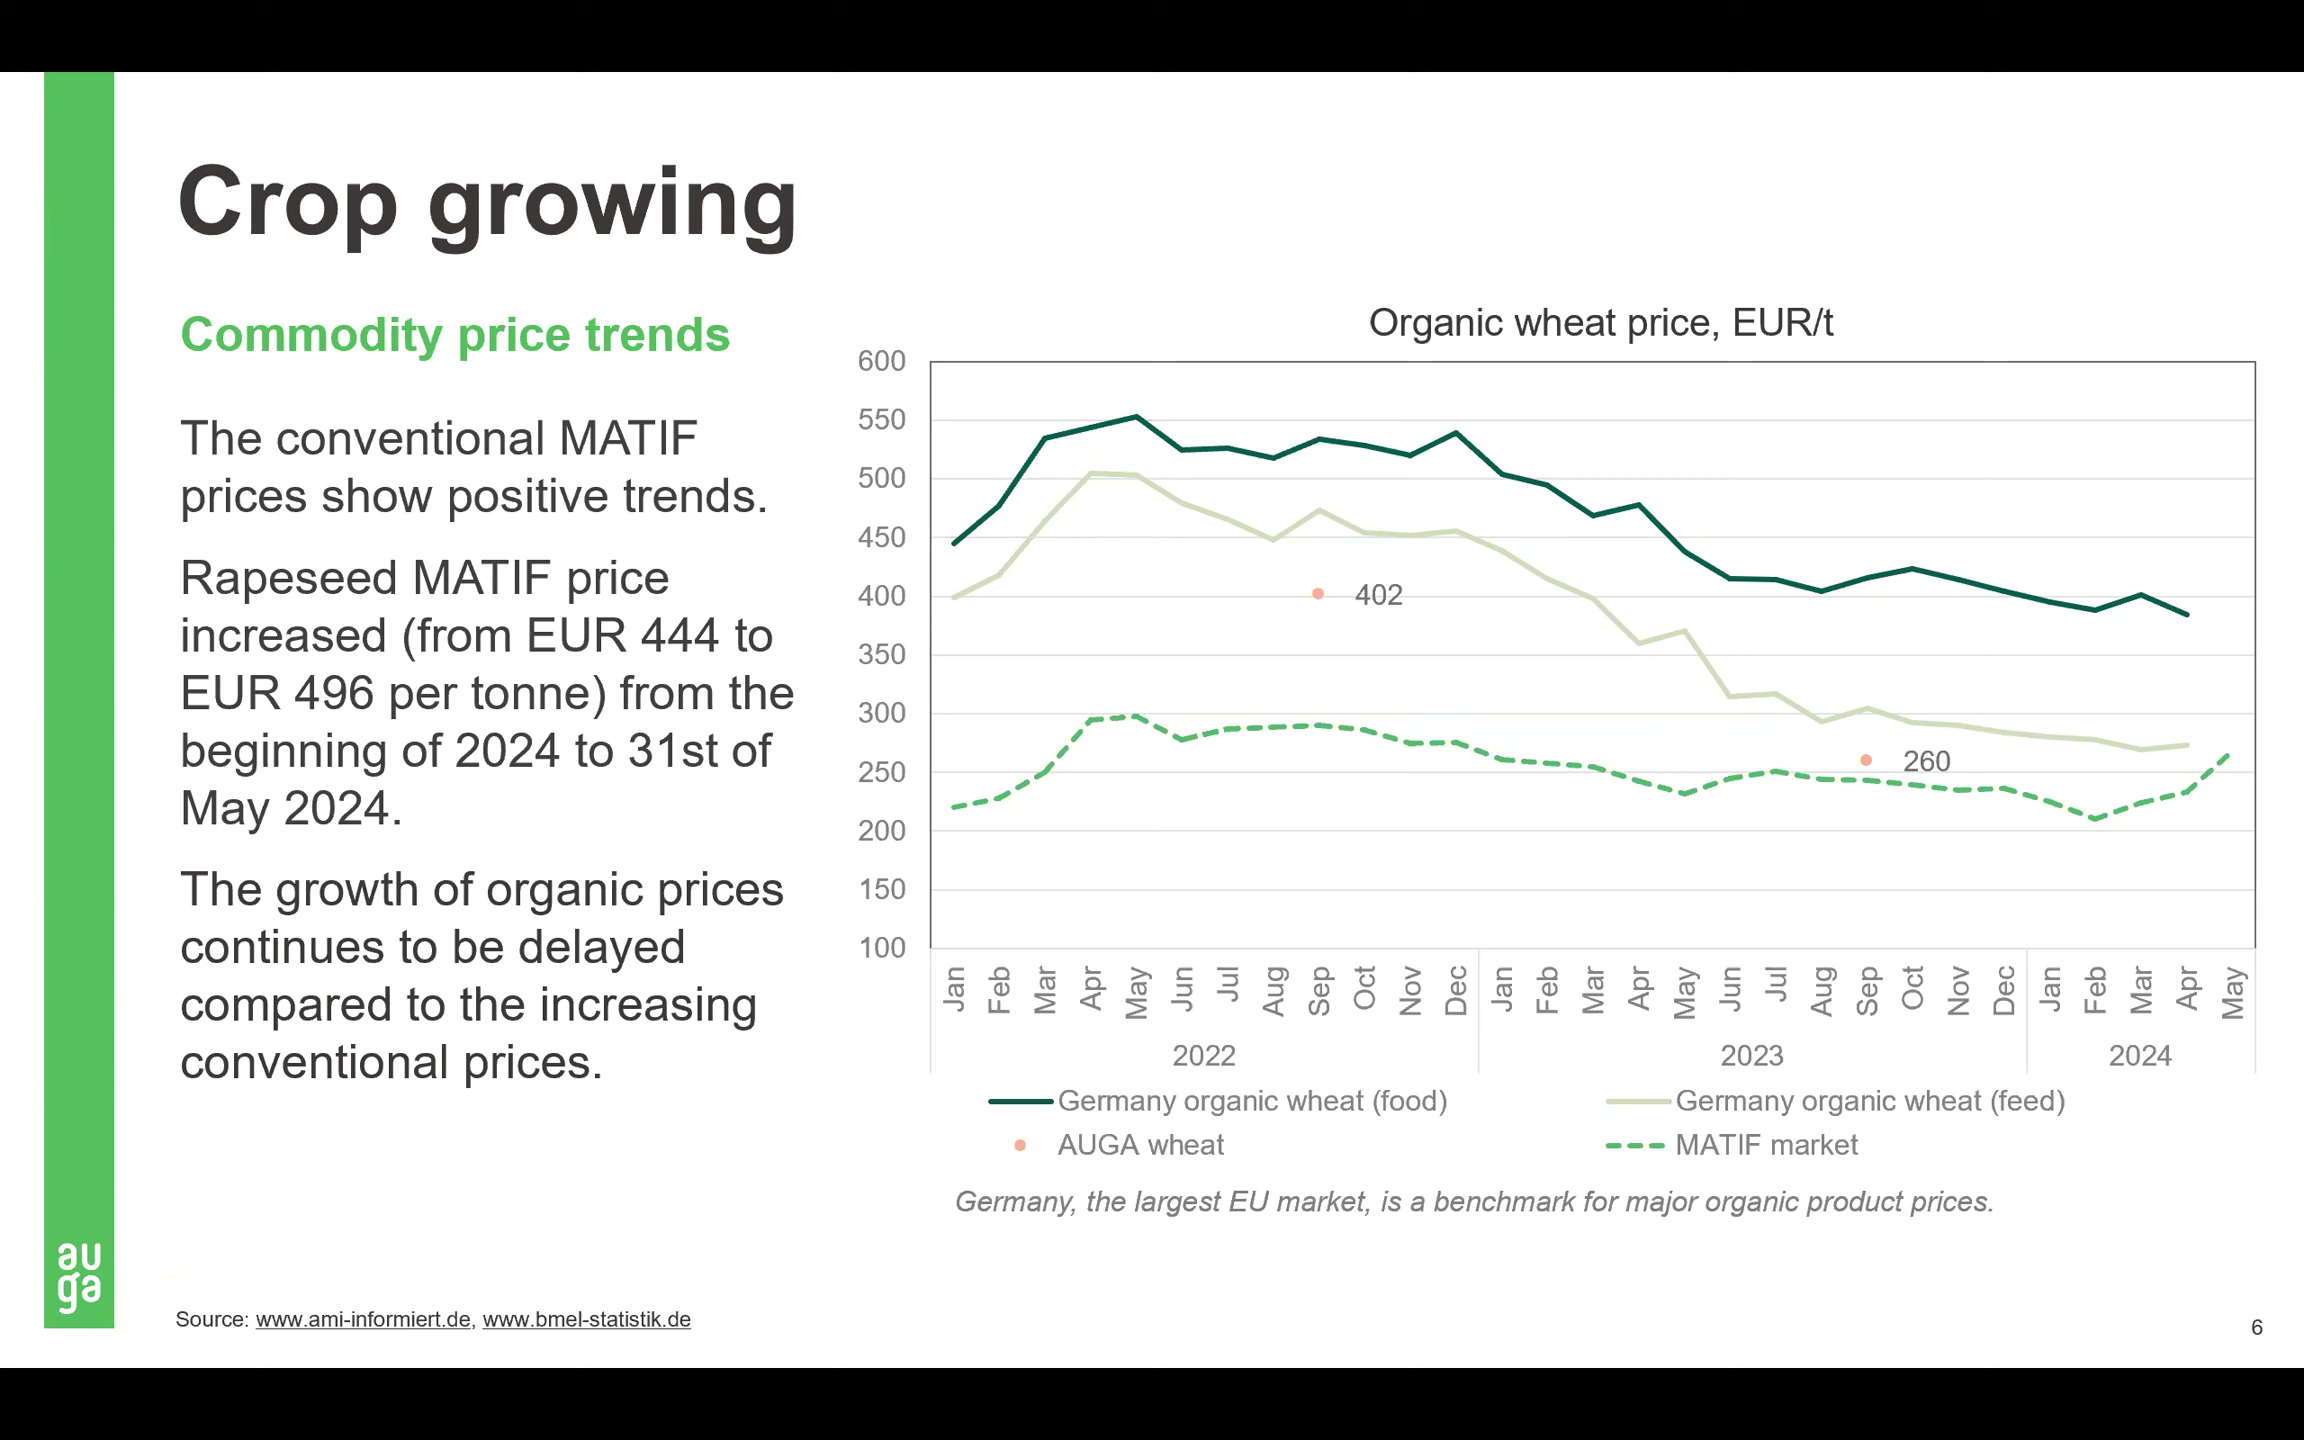 Crop growing
Commodity price trends
The conventional MATIF
prices show positive trends.
Rapeseed MATIF price
increased (from EUR 444 to
EUR 496 per tonne) from the
beginning of 2024 to 31st of
May 2024.
The growth of organic prices
continues to be delayed
compared to the increasing
conventional prices.
Organic wheat price, EUR/t
600
550
500
450
400
350
300
250
200
150
100
402
260
Jan Feb Mar Apr May Jun Jul Aug Sep Oct Nov Dec Jan Feb Mar Apr May Jun Jul Aug Sep Oct Nov Dec Jan Feb Mar Apr May
2022 2023 2024
Germany organic wheat (food) Germany organic wheat (feed)
AUGA wheat MATIF market
Germany, the largest EU market, is a benchmark for major organic product prices.
au
ga
Source: www.ami-informiert.de, www.bmel-statistik.de
6